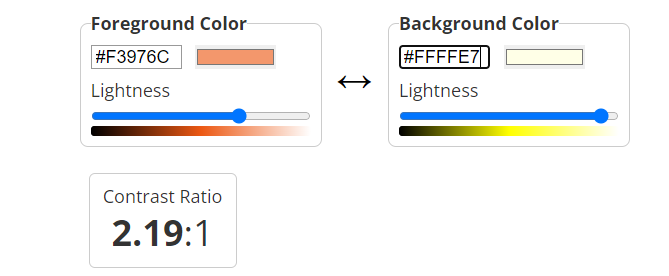 Foreground Color
#F3976C
Lightness
Background Color
#FFFFE7
Lightness
Contrast Ratio
2.19:1